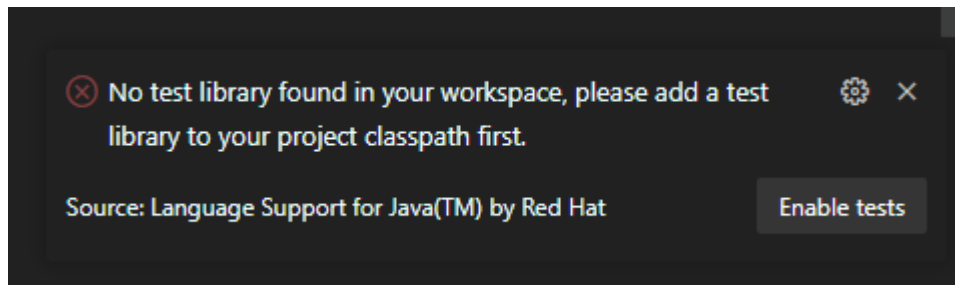 No test library found in your workspace, please add a test
library to your project classpath first.
Source: Language Support for Java(TM) by Red Hat
Enable tests